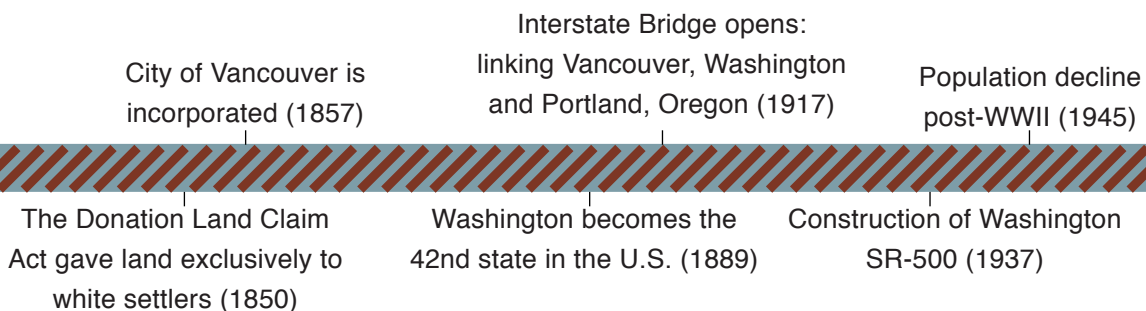 City of Vancouver is
incorporated (1857)
Interstate Bridge opens:
linking Vancouver, Washington
and Portland, Oregon (1917)
Population decline
post-WWII (1945)
The Donation Land Claim
Act gave land exclusively to
white settlers (1850)
Washington becomes the
42nd state in the U.S. (1889)
Construction of Washington
SR-500 (1937)